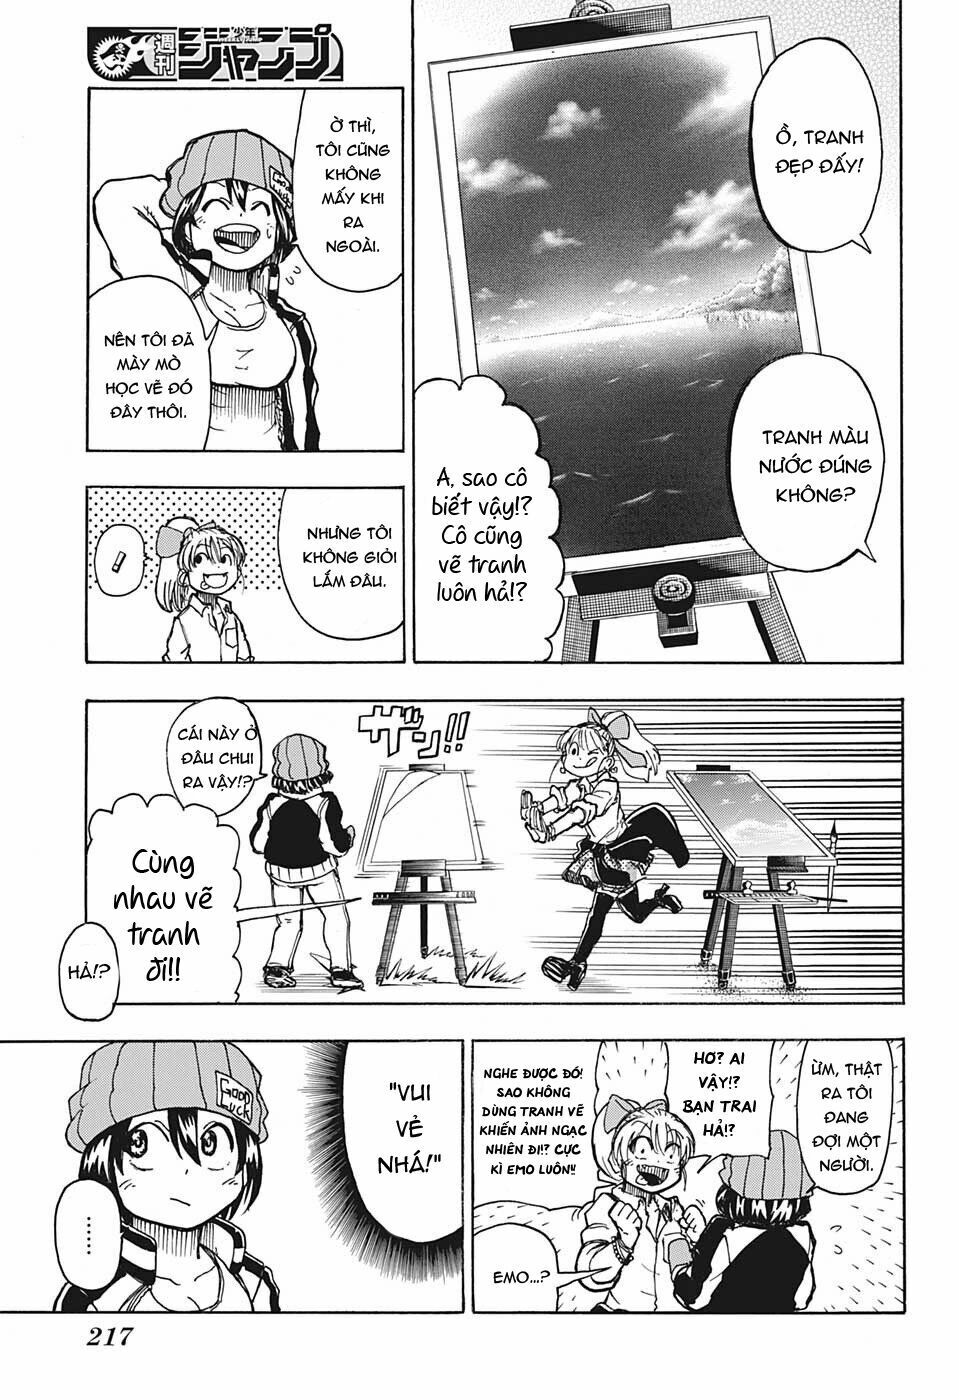 週刊
少年
ジャンプ
Ồ, TRANH
ĐẸP ĐẤY!
TRANH MÀU
NƯỚC ĐÚNG
KHÔNG?
A, sao cô
biết vậy!?
Cô cũng
vẽ tranh
luôn hả!?
Ờ THÌ,
TÔI CŨNG
KHÔNG
MẤY KHI
RA
NGOÀI.
GOOD
LUCK
NÊN TÔI ĐÃ
MÀY MÒ
HỌC VẼ ĐÓ
ĐÂY THÔI.
NHƯNG TÔI
KHÔNG GIỎI
LẮM ĐÂU.
!
ザンッ!!
CÁI NÀY Ở
ĐÂU CHUI
RA VẬY!?
Cùng
nhau vẽ
tranh
đi!!
HẢ!?
ỪM, THẬT
RA TÔI
ĐANG
ĐỢI MỘT
NGƯỜI.
HƠ? AI
VẬY!?
BẠN TRAI
HẢ!?
NGHE ĐƯỢC ĐÓ!
SAO KHÔNG
DÙNG TRANH VẼ
KHIẾN ẢNH NGẠC
NHIÊN ĐI!? CỰC
KÌ EMO LUÔN!!
EMO...?
"VUI
VẺ
NHÁ!"
GOOD
LUCK
......
217